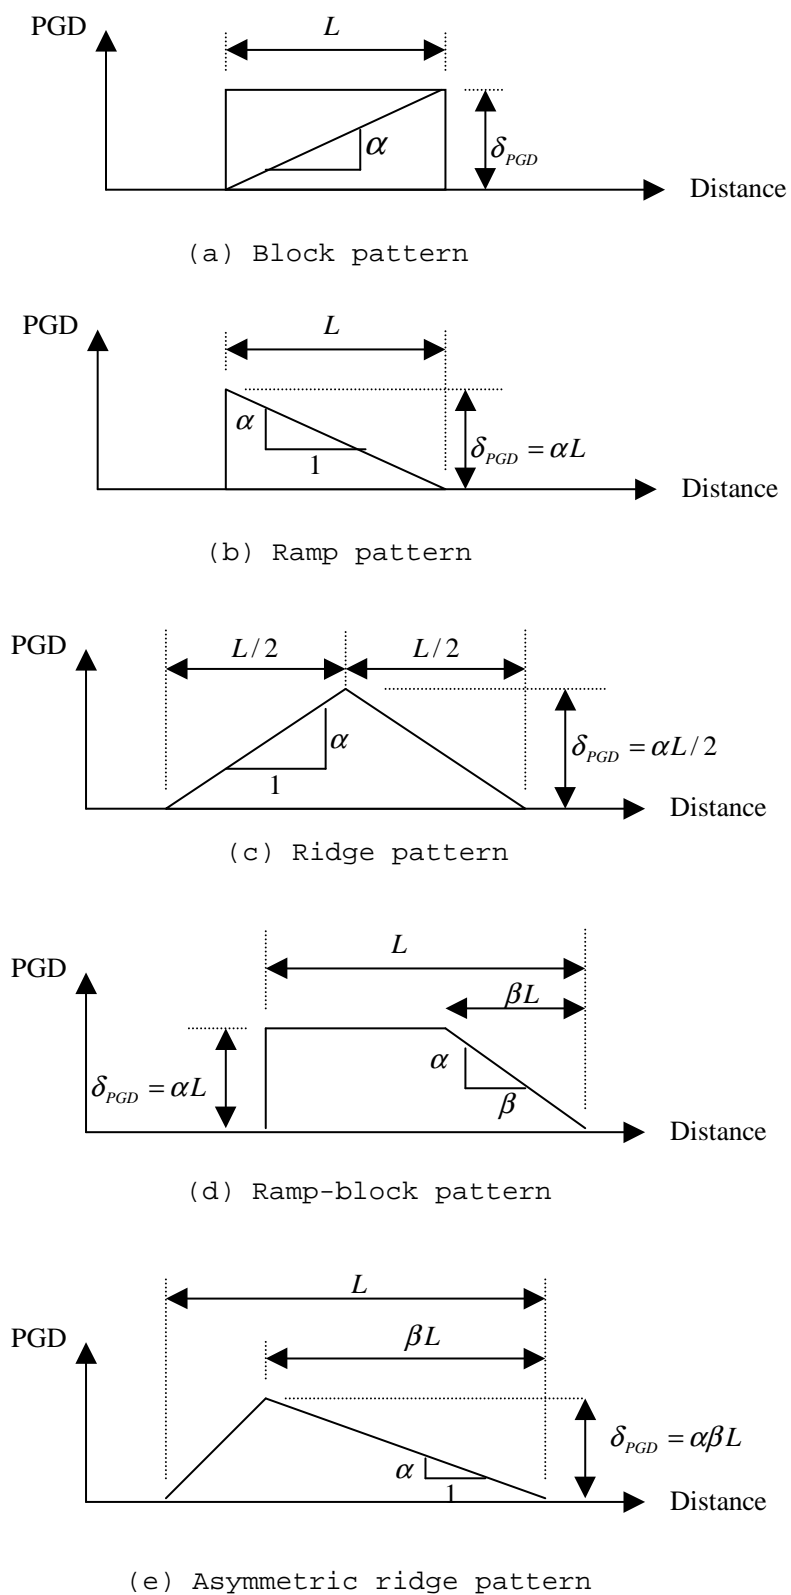 PGD
L
α
δ_PGD
Distance
(a) Block pattern
PGD
L
α
1
δ_PGD = αL
Distance
(b) Ramp pattern
PGD
L/2
L/2
α
1
δ_PGD = αL/2
Distance
(c) Ridge pattern
L
PGD
βL
α
β
δ_PGD = αL
Distance
(d) Ramp-block pattern
L
PGD
βL
α
1
δ_PGD = αβL
Distance
(e) Asymmetric ridge pattern